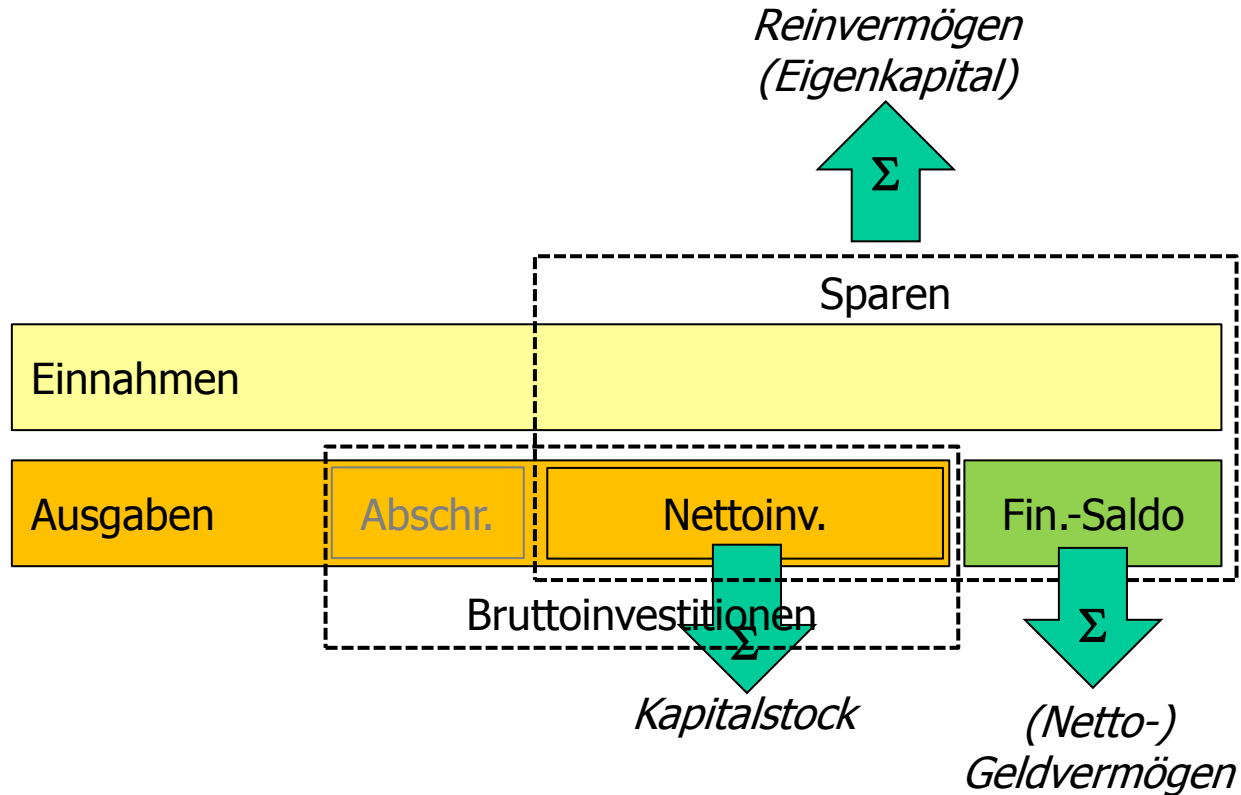 Reinvermögen
(Eigenkapital)
Σ
Sparen
Einnahmen
Ausgaben
Abschr.
Nettoinv.
Fin.-Saldo
Bruttoinvestitionen
Σ
Σ
Kapitalstock
(Netto-)
Geldvermögen